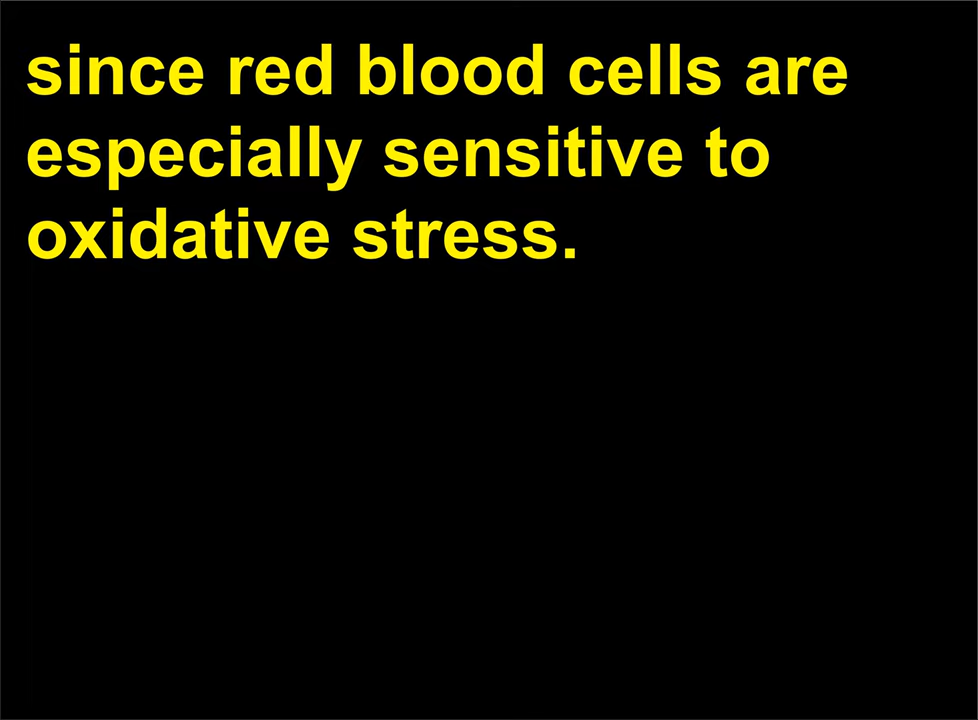 since red blood cells are
especially sensitive to
oxidative stress.